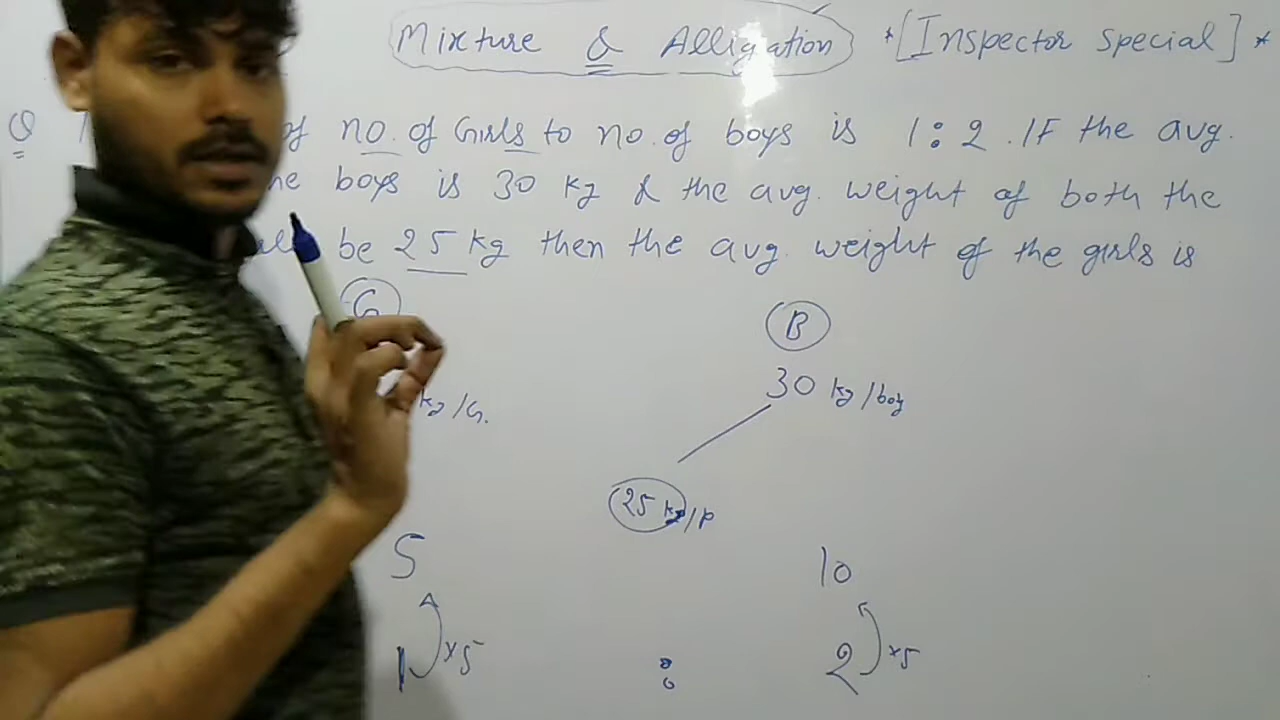 Mixture & Alligation *[Inspector special]*
Q of no. of Girls to no. of boys is 1:2. IF the avg.
boys is 30 kg & the avg. weight of both the
be 25 kg then the avg. weight of the girls is
G B
kg/G. 30 kg/boy
25 kg/P
5 10
1 ×5 : 2 ×5